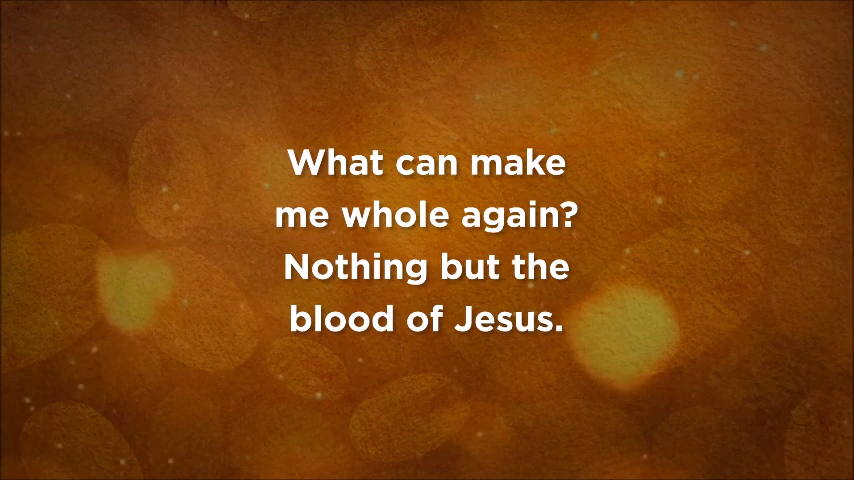 What can make
me whole again?
Nothing but the
blood of Jesus.